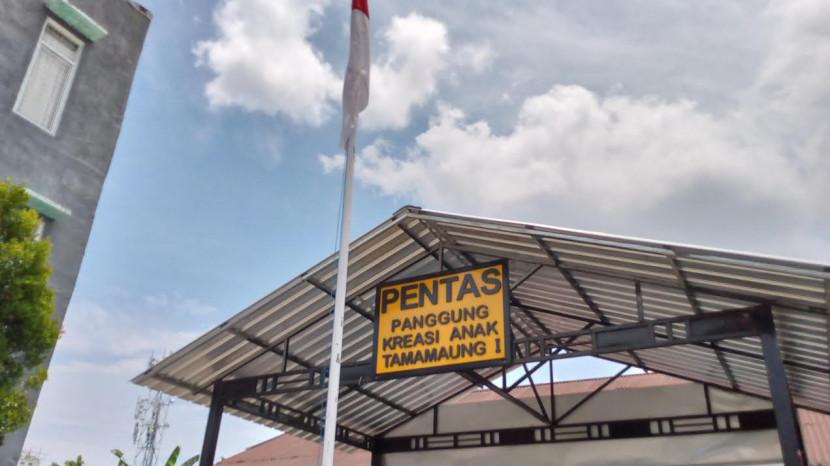 PENTAS
PANGGUNG
KREASI ANAK
TAMAMAUNG I